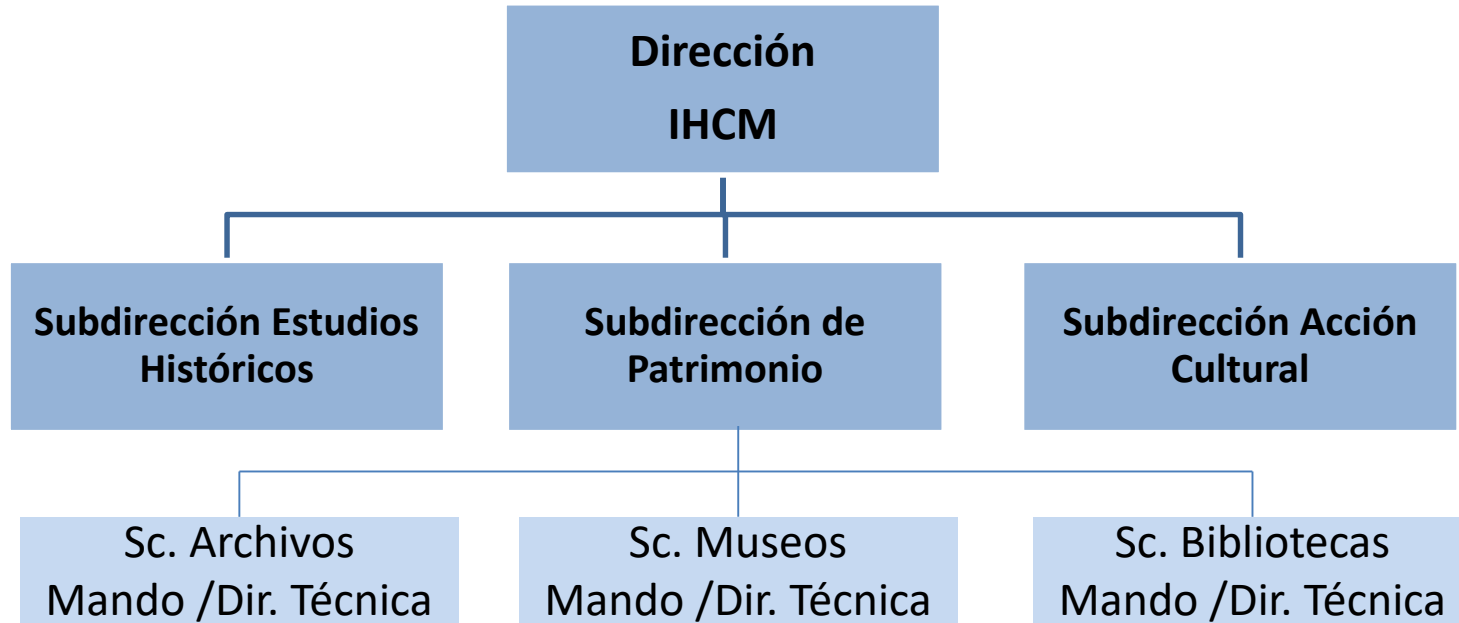 Dirección
IHCM
Subdirección Estudios
Históricos
Subdirección de
Patrimonio
Subdirección Acción
Cultural
Sc. Archivos
Mando /Dir. Técnica
Sc. Museos
Mando /Dir. Técnica
Sc. Bibliotecas
Mando /Dir. Técnica